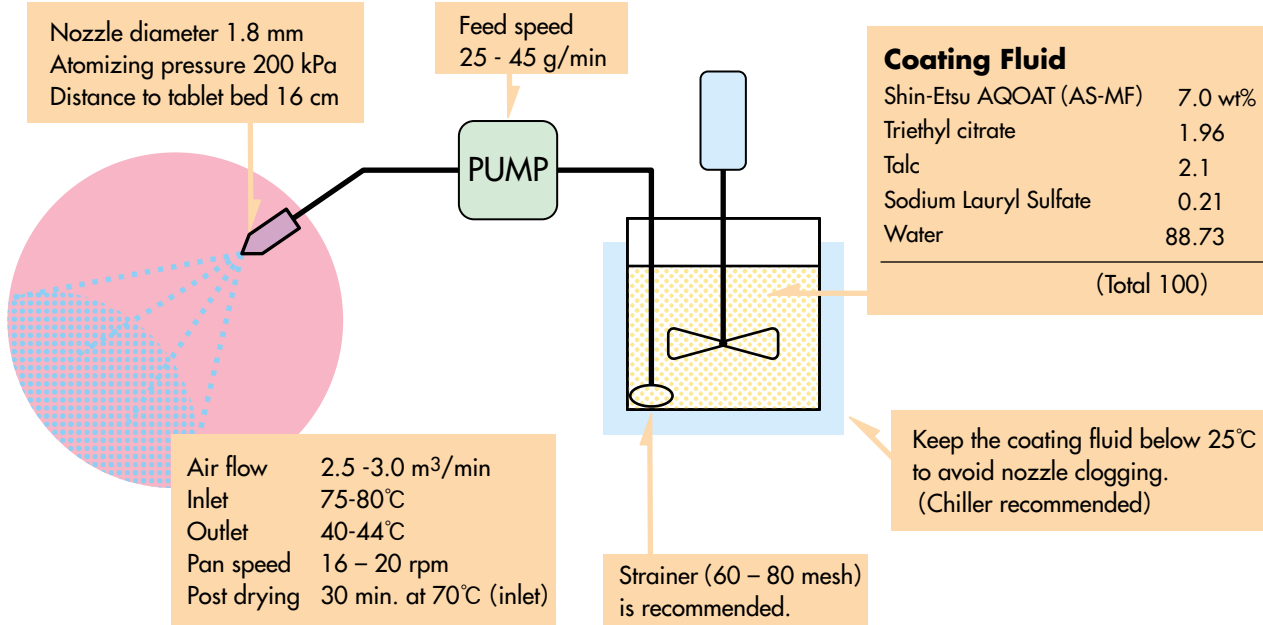 Nozzle diameter 1.8 mm
Atomizing pressure 200 kPa
Distance to tablet bed 16 cm
Feed speed
25 - 45 g/min
PUMP
Coating Fluid
Shin-Etsu AQOAT (AS-MF) 7.0 wt%
Triethyl citrate 1.96
Talc 2.1
Sodium Lauryl Sulfate 0.21
Water 88.73
(Total 100)
Keep the coating fluid below 25℃
to avoid nozzle clogging.
(Chiller recommended)
Air flow 2.5 -3.0 m³/min
Inlet 75-80℃
Outlet 40-44℃
Pan speed 16 – 20 rpm
Post drying 30 min. at 70℃ (inlet)
Strainer (60 – 80 mesh)
is recommended.